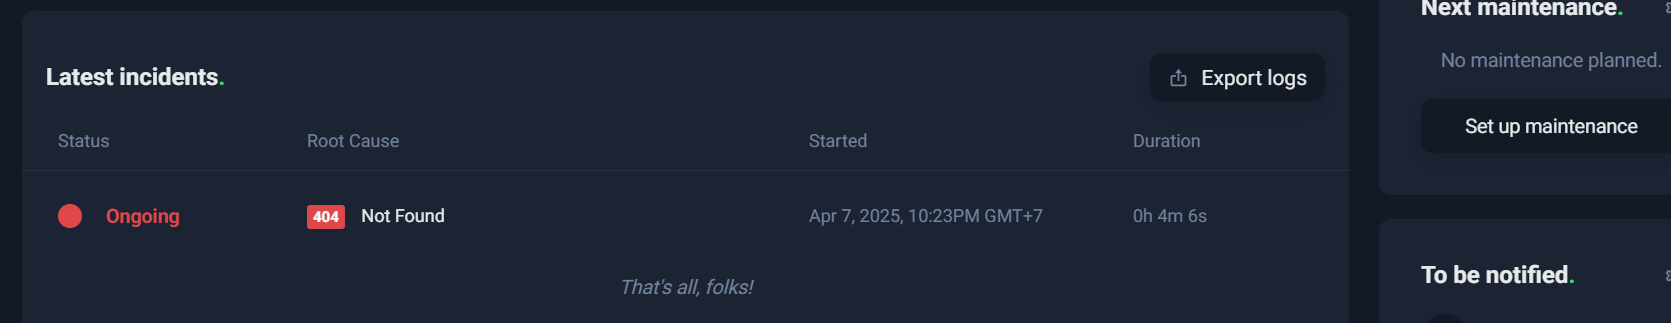 Latest incidents.
Export logs
Status Root Cause Started Duration
Ongoing 404 Not Found Apr 7, 2025, 10:23PM GMT+7 0h 4m 6s
That's all, folks!
Next maintenance.
No maintenance planned.
Set up maintenance
To be notified.